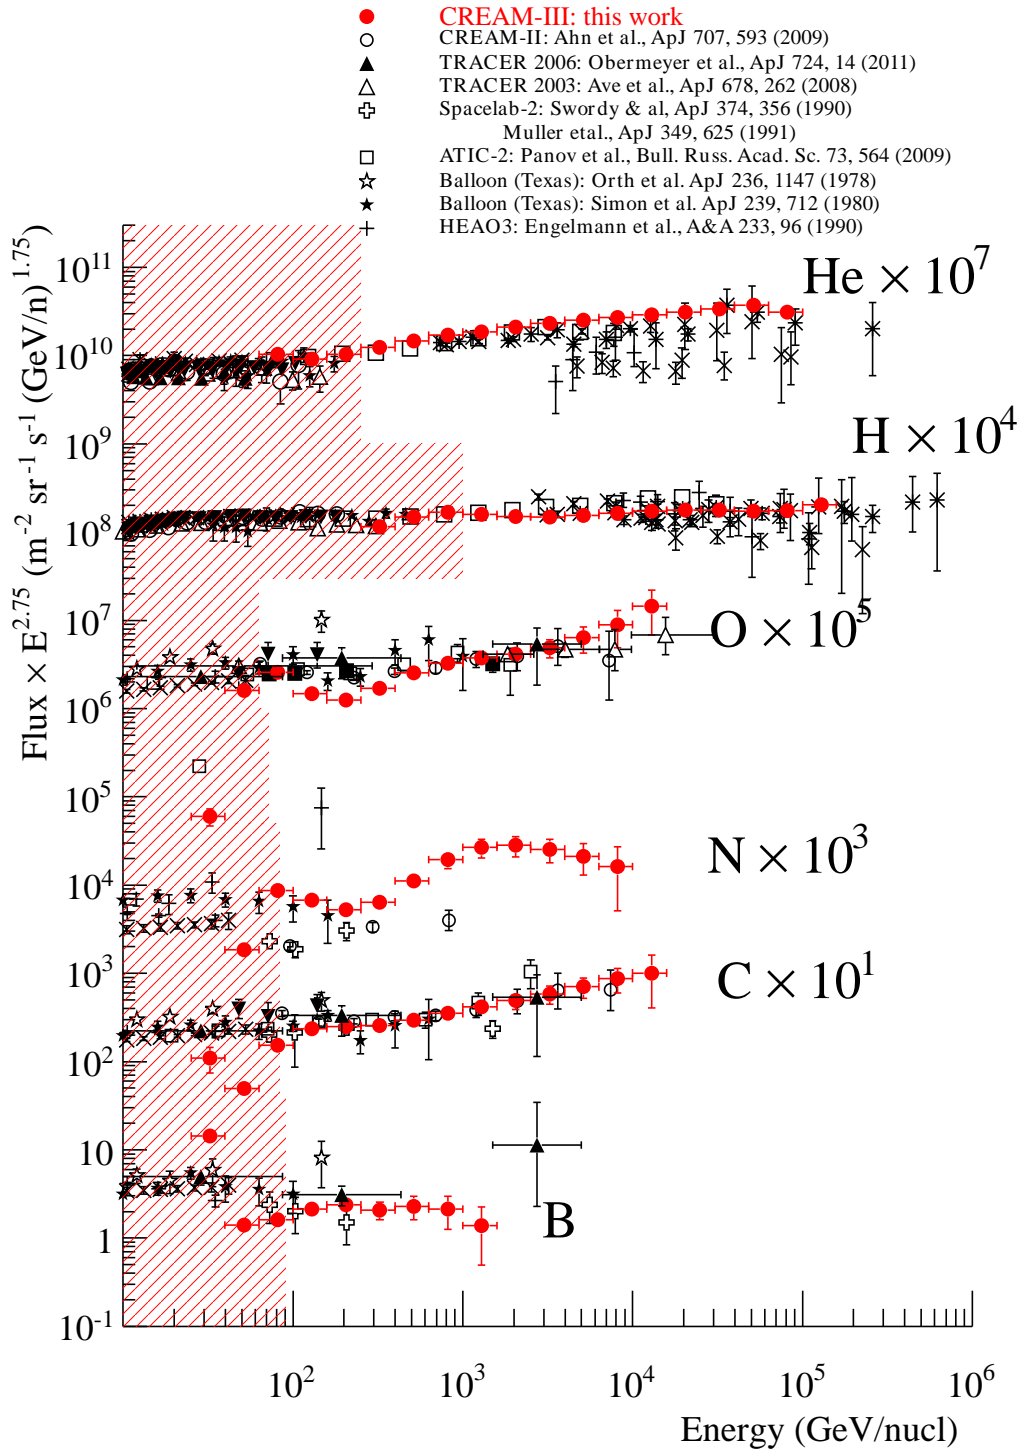 CREAM-III: this work
CREAM-II: Ahn et al., ApJ 707, 593 (2009)
TRACER 2006: Obermeyer et al., ApJ 724, 14 (2011)
TRACER 2003: Ave et al., ApJ 678, 262 (2008)
Spacelab-2: Swordy & al, ApJ 374, 356 (1990)
Muller etal., ApJ 349, 625 (1991)
ATIC-2: Panov et al., Bull. Russ. Acad. Sc. 73, 564 (2009)
Balloon (Texas): Orth et al. ApJ 236, 1147 (1978)
Balloon (Texas): Simon et al. ApJ 239, 712 (1980)
HEAO3: Engelmann et al., A&A 233, 96 (1990)
Flux × E^2.75 (m^-2 sr^-1 s^-1 (GeV/n)^1.75)
10^11
10^10
10^9
10^8
10^7
10^6
10^5
10^4
10^3
10^2
10
1
10^-1
He × 10^7
H × 10^4
O × 10^5
N × 10^3
C × 10^1
B
10^2
10^3
10^4
10^5
10^6
Energy (GeV/nucl)